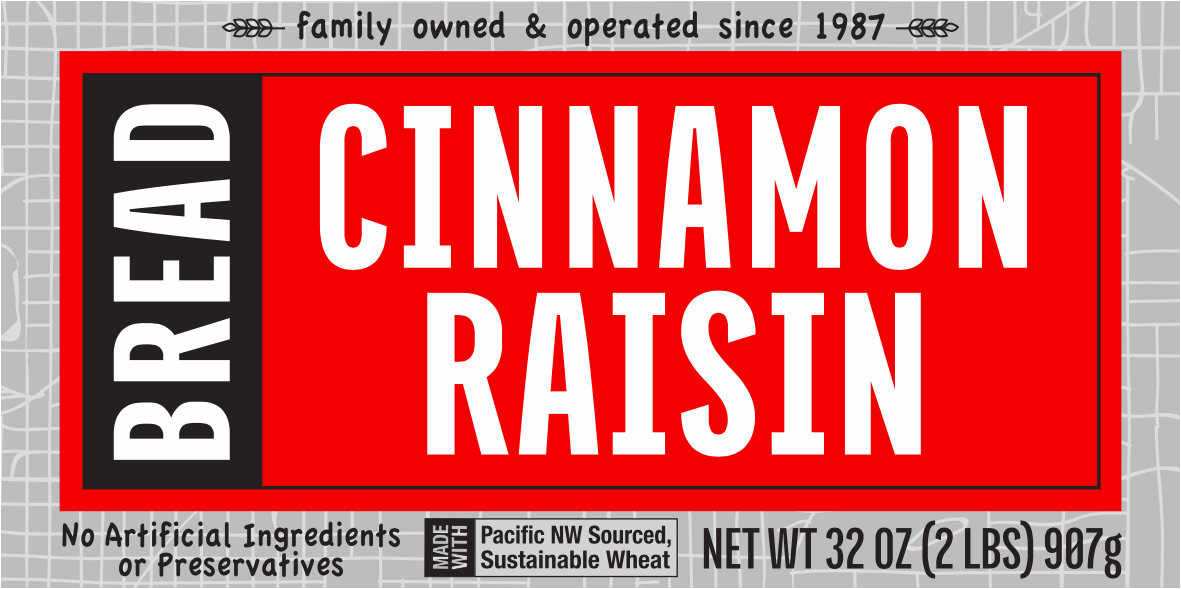 family owned & operated since 1987
BREAD
CINNAMON
RAISIN
No Artificial Ingredients
or Preservatives
MADE
WITH
Pacific NW Sourced,
Sustainable Wheat
NET WT 32 OZ (2 LBS) 907g